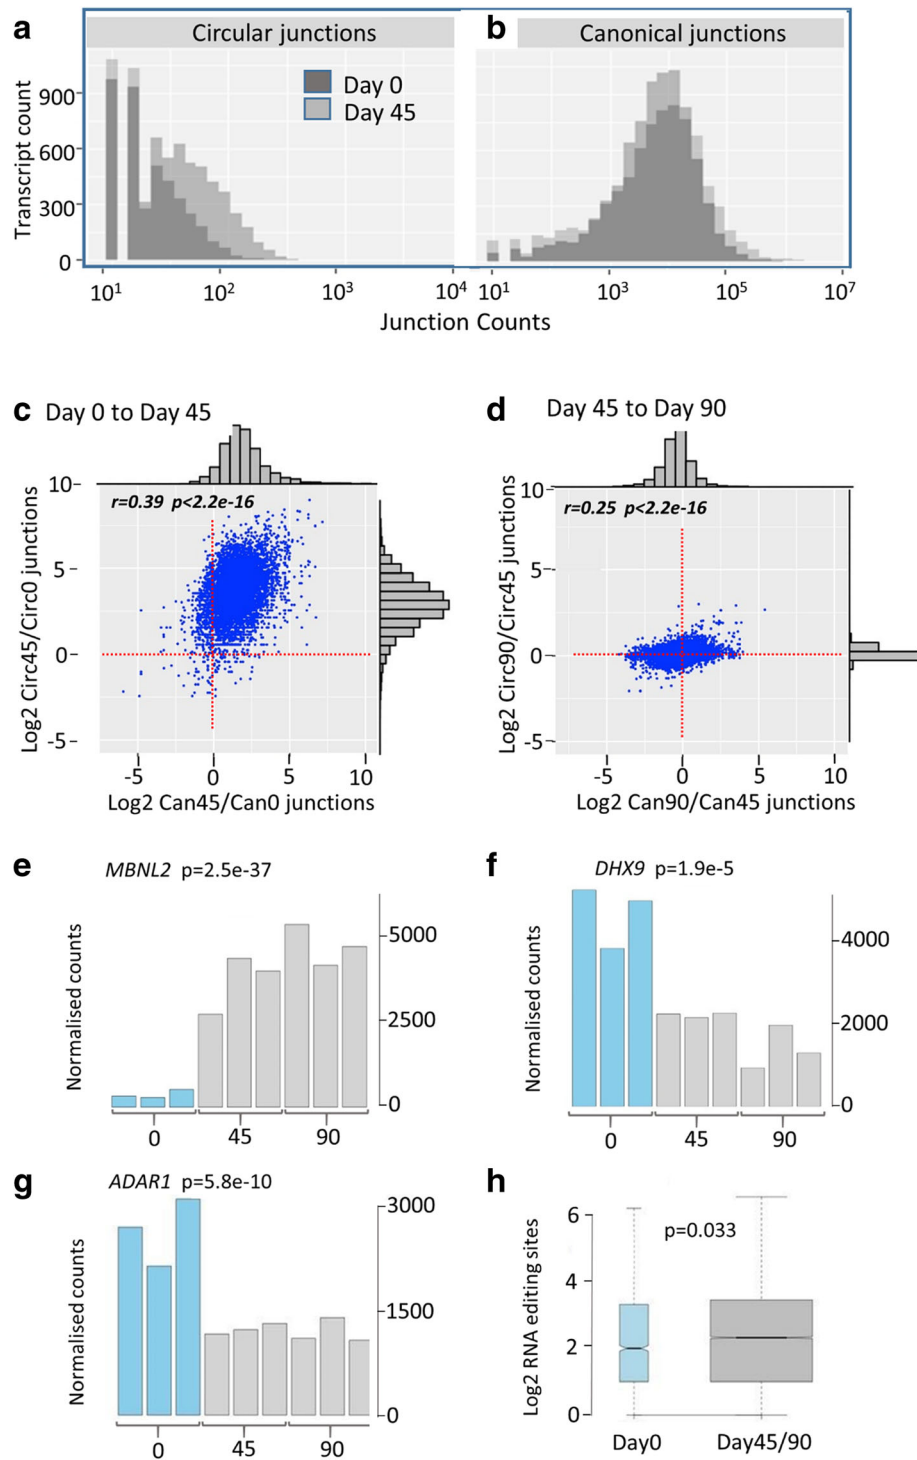 a
Circular junctions
b
Canonical junctions
Day 0
Day 45
Transcript count
900
600
300
0
10¹
10²
10³
10⁴
10¹
10³
10⁵
10⁷
Junction Counts
c
Day 0 to Day 45
r=0.39 p<2.2e-16
Log2 Circ45/Circ0 junctions
10
5
0
-5
-5
0
5
10
Log2 Can45/Can0 junctions
d
Day 45 to Day 90
r=0.25 p<2.2e-16
Log2 Circ90/Circ45 junctions
10
5
0
-5
-5
0
5
10
Log2 Can90/Can45 junctions
e
MBNL2 p=2.5e-37
Normalised counts
5000
2500
0
0
45
90
f
DHX9 p=1.9e-5
Normalised counts
4000
2000
0
0
45
90
g
ADAR1 p=5.8e-10
Normalised counts
3000
1500
0
0
45
90
h
p=0.033
Log2 RNA editing sites
6
4
2
0
Day0
Day45/90